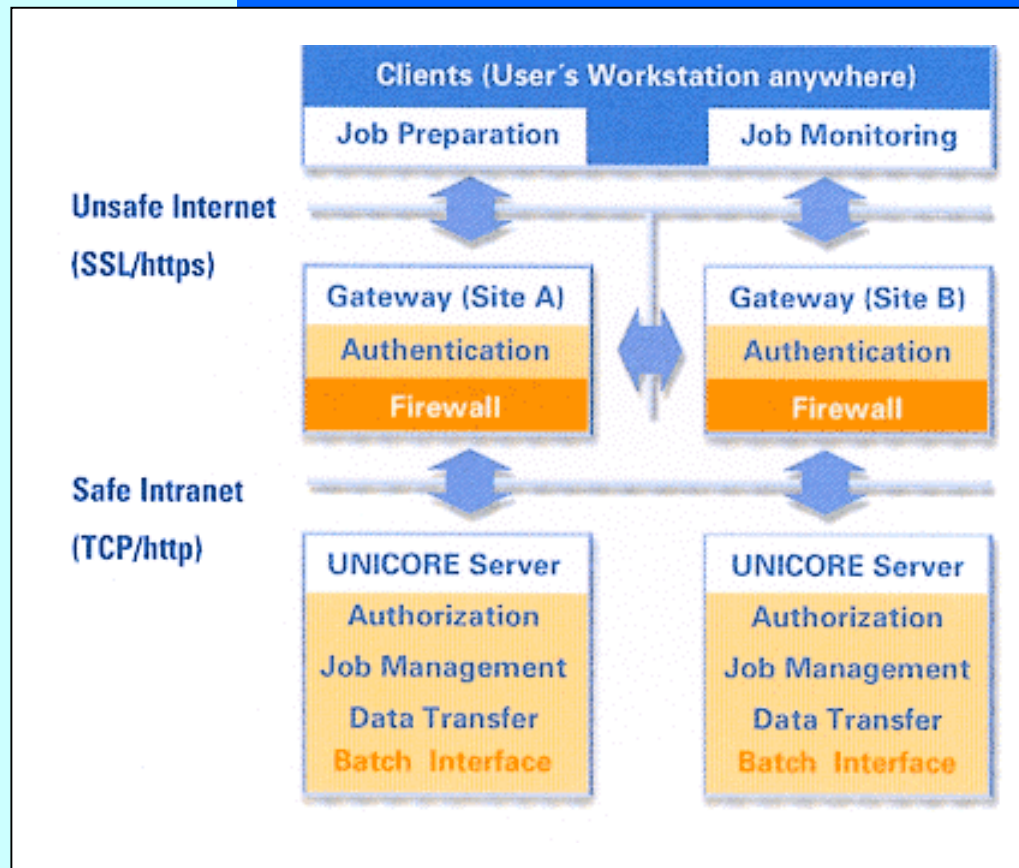 Clients (User´s Workstation anywhere)
Job Preparation
Job Monitoring
Unsafe Internet
(SSL/https)
Gateway (Site A)
Authentication
Firewall
Gateway (Site B)
Authentication
Firewall
Safe Intranet
(TCP/http)
UNICORE Server
Authorization
Job Management
Data Transfer
Batch Interface
UNICORE Server
Authorization
Job Management
Data Transfer
Batch Interface